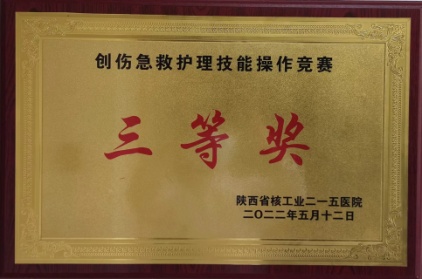 创伤急救护理技能操作竞赛
三等奖
陕西省核工业二一五医院
二〇二二年五月十二日